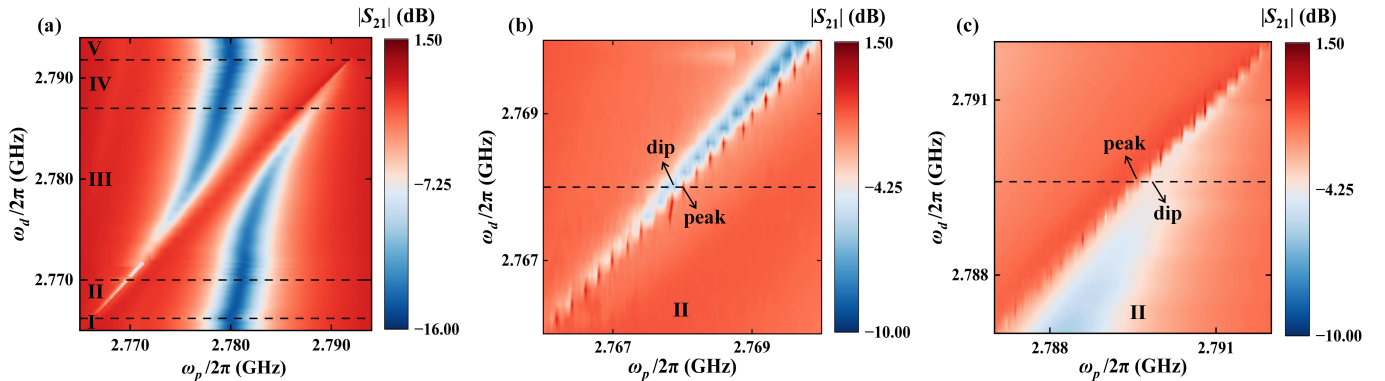 (a)
|S21| (dB)
1.50
−7.25
−16.00
V
IV
III
II
I
2.790
2.780
2.770
ωd/2π (GHz)
2.770 2.780 2.790
ωp/2π (GHz)
(b)
|S21| (dB)
1.50
−4.25
−10.00
dip
peak
II
2.769
2.767
ωd/2π (GHz)
2.767 2.769
ωp/2π (GHz)
(c)
|S21| (dB)
1.50
−4.25
−10.00
peak
dip
II
2.791
2.788
ωd/2π (GHz)
2.788 2.791
ωp/2π (GHz)